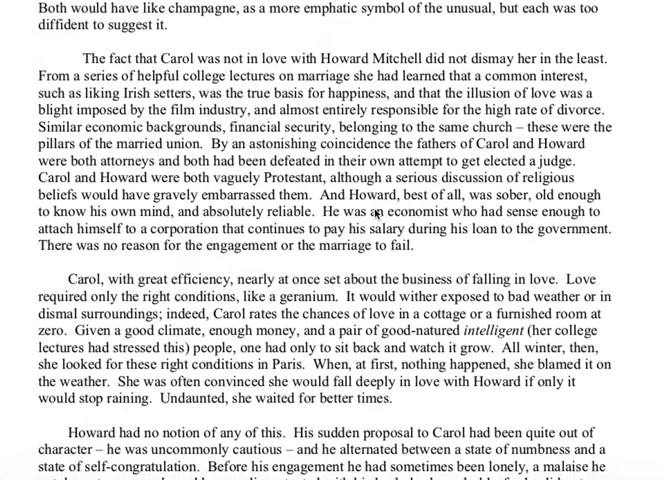 Both would have like champagne, as a more emphatic symbol of the unusual, but each was too
diffident to suggest it.
The fact that Carol was not in love with Howard Mitchell did not dismay her in the least.
From a series of helpful college lectures on marriage she had learned that a common interest,
such as liking Irish setters, was the true basis for happiness, and that the illusion of love was a
blight imposed by the film industry, and almost entirely responsible for the high rate of divorce.
Similar economic backgrounds, financial security, belonging to the same church – these were the
pillars of the married union. By an astonishing coincidence the fathers of Carol and Howard
were both attorneys and both had been defeated in their own attempt to get elected a judge.
Carol and Howard were both vaguely Protestant, although a serious discussion of religious
beliefs would have gravely embarrassed them. And Howard, best of all, was sober, old enough
to know his own mind, and absolutely reliable. He was an economist who had sense enough to
attach himself to a corporation that continues to pay his salary during his loan to the government.
There was no reason for the engagement or the marriage to fail.
Carol, with great efficiency, nearly at once set about the business of falling in love. Love
required only the right conditions, like a geranium. It would wither exposed to bad weather or in
dismal surroundings; indeed, Carol rates the chances of love in a cottage or a furnished room at
zero. Given a good climate, enough money, and a pair of good-natured intelligent (her college
lectures had stressed this) people, one had only to sit back and watch it grow. All winter, then,
she looked for these right conditions in Paris. When, at first, nothing happened, she blamed it on
the weather. She was often convinced she would fall deeply in love with Howard if only it
would stop raining. Undaunted, she waited for better times.
Howard had no notion of any of this. His sudden proposal to Carol had been quite out of
character – he was uncommonly cautious – and he alternated between a state of numbness and a
state of self-congratulation. Before his engagement he had sometimes been lonely, a malaise he